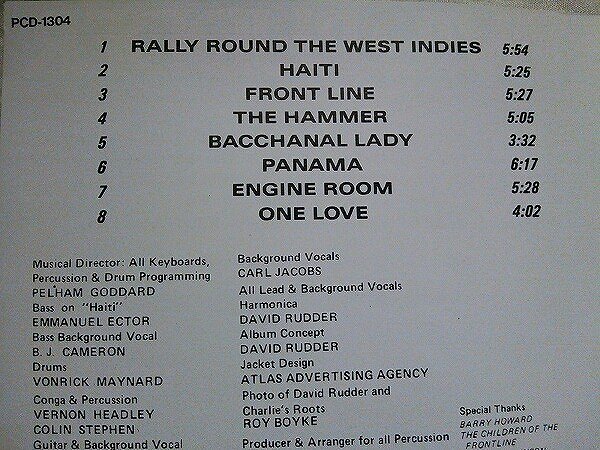 PCD-1304
1 RALLY ROUND THE WEST INDIES 5:54
2 HAITI 5:25
3 FRONT LINE 5:27
4 THE HAMMER 5:05
5 BACCHANAL LADY 3:32
6 PANAMA 6:17
7 ENGINE ROOM 5:28
8 ONE LOVE 4:02
Musical Director: All Keyboards,
Percussion & Drum Programming
PELHAM GODDARD
Bass on "Haiti"
EMMANUEL ECTOR
Bass Background Vocal
B. J. CAMERON
Drums
VONRICK MAYNARD
Conga & Percussion
VERNON HEADLEY
COLIN STEPHEN
Guitar & Background Vocal
Background Vocals
CARL JACOBS
All Lead & Background Vocals
Harmonica
DAVID RUDDER
Album Concept
DAVID RUDDER
Jacket Design
ATLAS ADVERTISING AGENCY
Photo of David Rudder and
Charlie's Roots
ROY BOYKE
Producer & Arranger for all Percussion
Special Thanks
BARRY HOWARD
THE CHILDREN OF THE
FRONTLINE